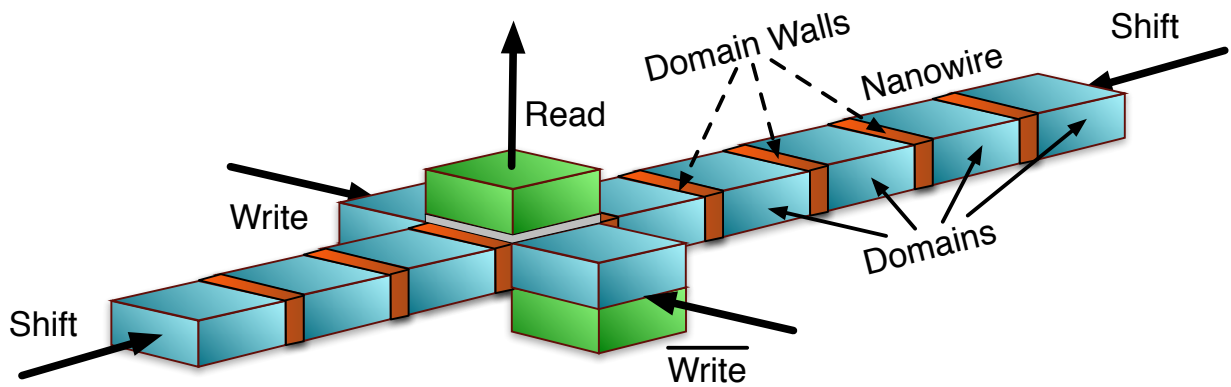 Shift
Domain Walls
Nanowire
Read
Write
Domains
Shift
Write